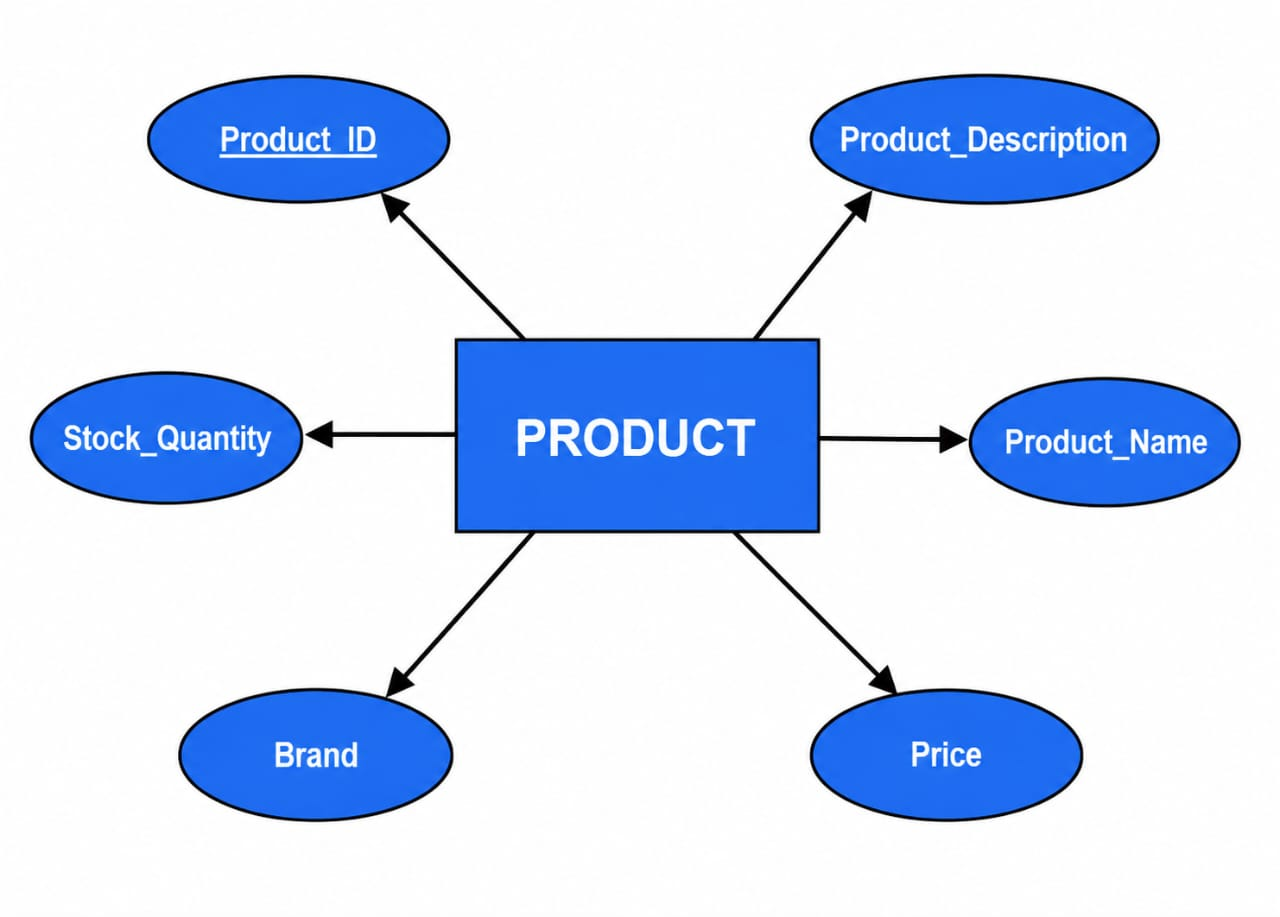 Product_ID
Product_Description
Stock_Quantity
PRODUCT
Product_Name
Brand
Price